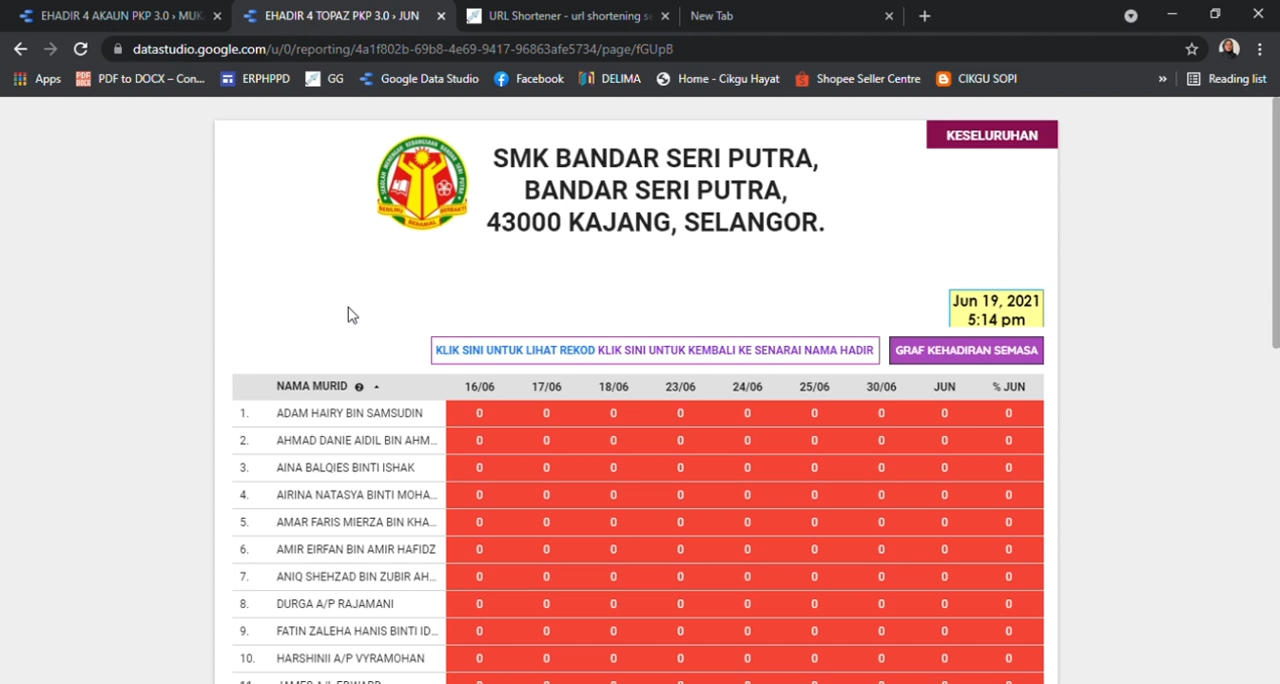 EHADIR 4 AKAUN PKP 3.0 › MUK
EHADIR 4 TOPAZ PKP 3.0 › JUN
URL Shortener - url shortening se
New Tab
datastudio.google.com/u/0/reporting/4a1f802b-69b8-4e69-9417-96863afe5734/page/fGUpB
Apps
PDF to DOCX – Con...
ERPHPPD
GG
Google Data Studio
Facebook
DELIMA
Home - Cikgu Hayat
Shopee Seller Centre
CIKGU SOPI
»
Reading list
KESELURUHAN
SMK BANDAR SERI PUTRA,
BANDAR SERI PUTRA,
43000 KAJANG, SELANGOR.
Jun 19, 2021
5:14 pm
KLIK SINI UNTUK LIHAT REKOD KLIK SINI UNTUK KEMBALI KE SENARAI NAMA HADIR
GRAF KEHADIRAN SEMASA
NAMA MURID 16/06 17/06 18/06 23/06 24/06 25/06 30/06 JUN % JUN
1. ADAM HAIRY BIN SAMSUDIN 0 0 0 0 0 0 0 0 0
2. AHMAD DANIE AIDIL BIN AHM... 0 0 0 0 0 0 0 0 0
3. AINA BALQIES BINTI ISHAK 0 0 0 0 0 0 0 0 0
4. AIRINA NATASYA BINTI MOHA... 0 0 0 0 0 0 0 0 0
5. AMAR FARIS MIERZA BIN KHA... 0 0 0 0 0 0 0 0 0
6. AMIR EIRFAN BIN AMIR HAFIDZ 0 0 0 0 0 0 0 0 0
7. ANIQ SHEHZAD BIN ZUBIR AH... 0 0 0 0 0 0 0 0 0
8. DURGA A/P RAJAMANI 0 0 0 0 0 0 0 0 0
9. FATIN ZALEHA HANIS BINTI ID... 0 0 0 0 0 0 0 0 0
10. HARSHINII A/P VYRAMOHAN 0 0 0 0 0 0 0 0 0